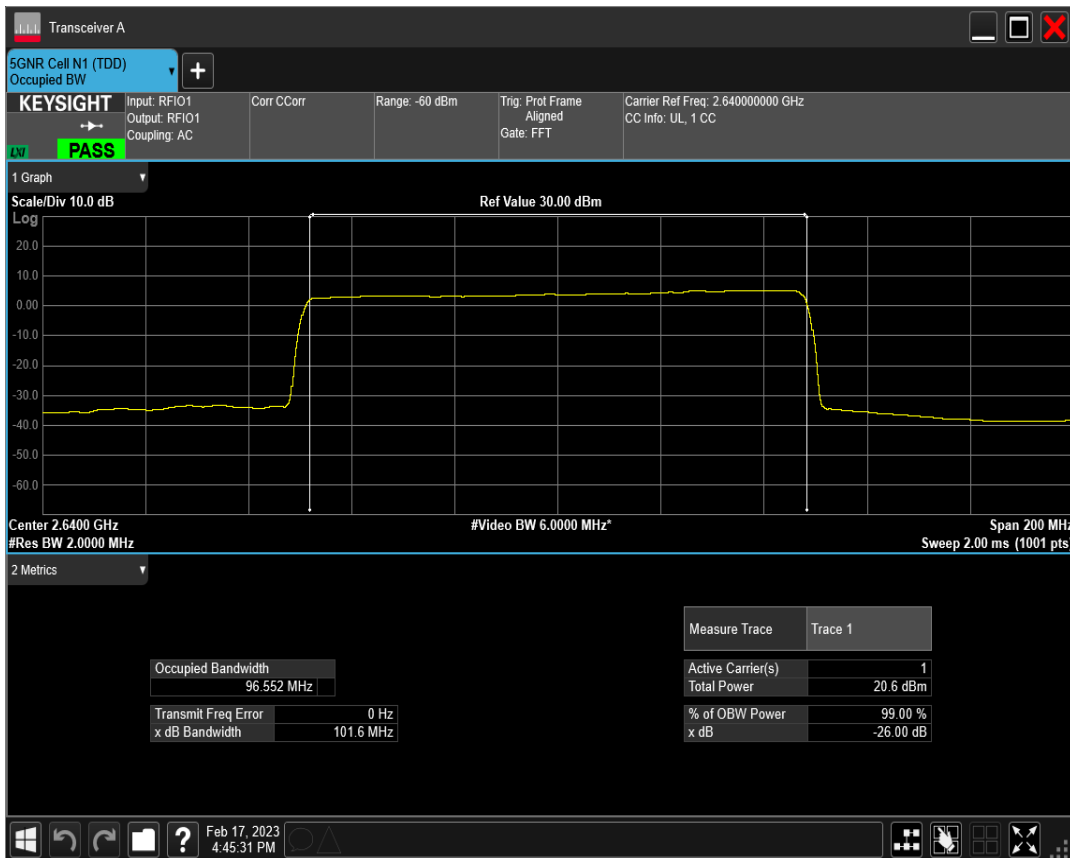 Transceiver A
5GNR Cell N1 (TDD)
Occupied BW
+
KEYSIGHT
LXI
PASS
Input: RFIO1
Output: RFIO1
Coupling: AC
Corr CCorr
Range: -60 dBm
Trig: Prot Frame
Aligned
Gate: FFT
Carrier Ref Freq: 2.640000000 GHz
CC Info: UL, 1 CC
1 Graph
Scale/Div 10.0 dB
Ref Value 30.00 dBm
Log
20.0
10.0
0.00
-10.0
-20.0
-30.0
-40.0
-50.0
-60.0
Center 2.6400 GHz
#Video BW 6.0000 MHz*
Span 200 MHz
#Res BW 2.0000 MHz
Sweep 2.00 ms (1001 pts)
2 Metrics
Measure Trace Trace 1
Occupied Bandwidth
96.552 MHz
Active Carrier(s) 1
Total Power 20.6 dBm
Transmit Freq Error 0 Hz
x dB Bandwidth 101.6 MHz
% of OBW Power 99.00 %
x dB -26.00 dB
?
Feb 17, 2023
4:45:31 PM